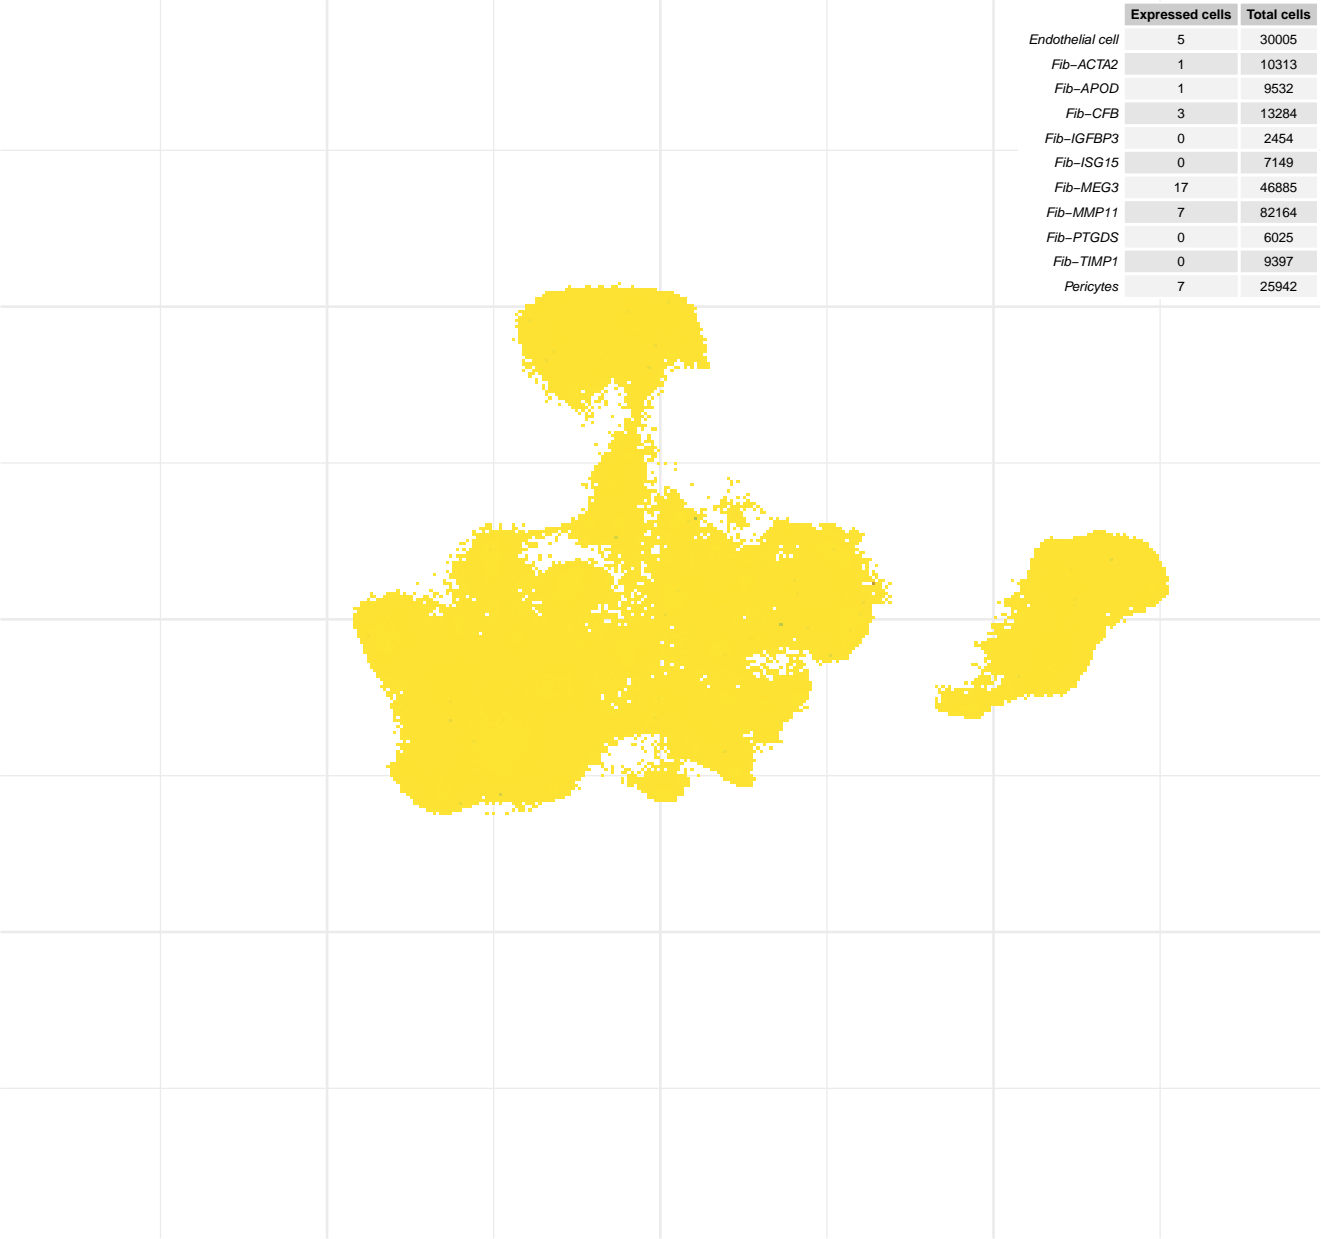 Expressed cells Total cells
Endothelial cell 5 30005
Fib−ACTA2 1 10313
Fib−APOD 1 9532
Fib−CFB 3 13284
Fib−IGFBP3 0 2454
Fib−ISG15 0 7149
Fib−MEG3 17 46885
Fib−MMP11 7 82164
Fib−PTGDS 0 6025
Fib−TIMP1 0 9397
Pericytes 7 25942